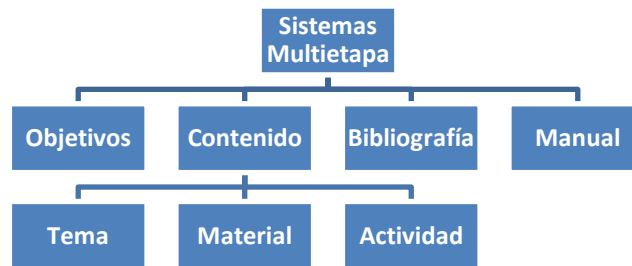 Sistemas
Multietapa
Objetivos
Contenido
Bibliografía
Manual
Tema
Material
Actividad